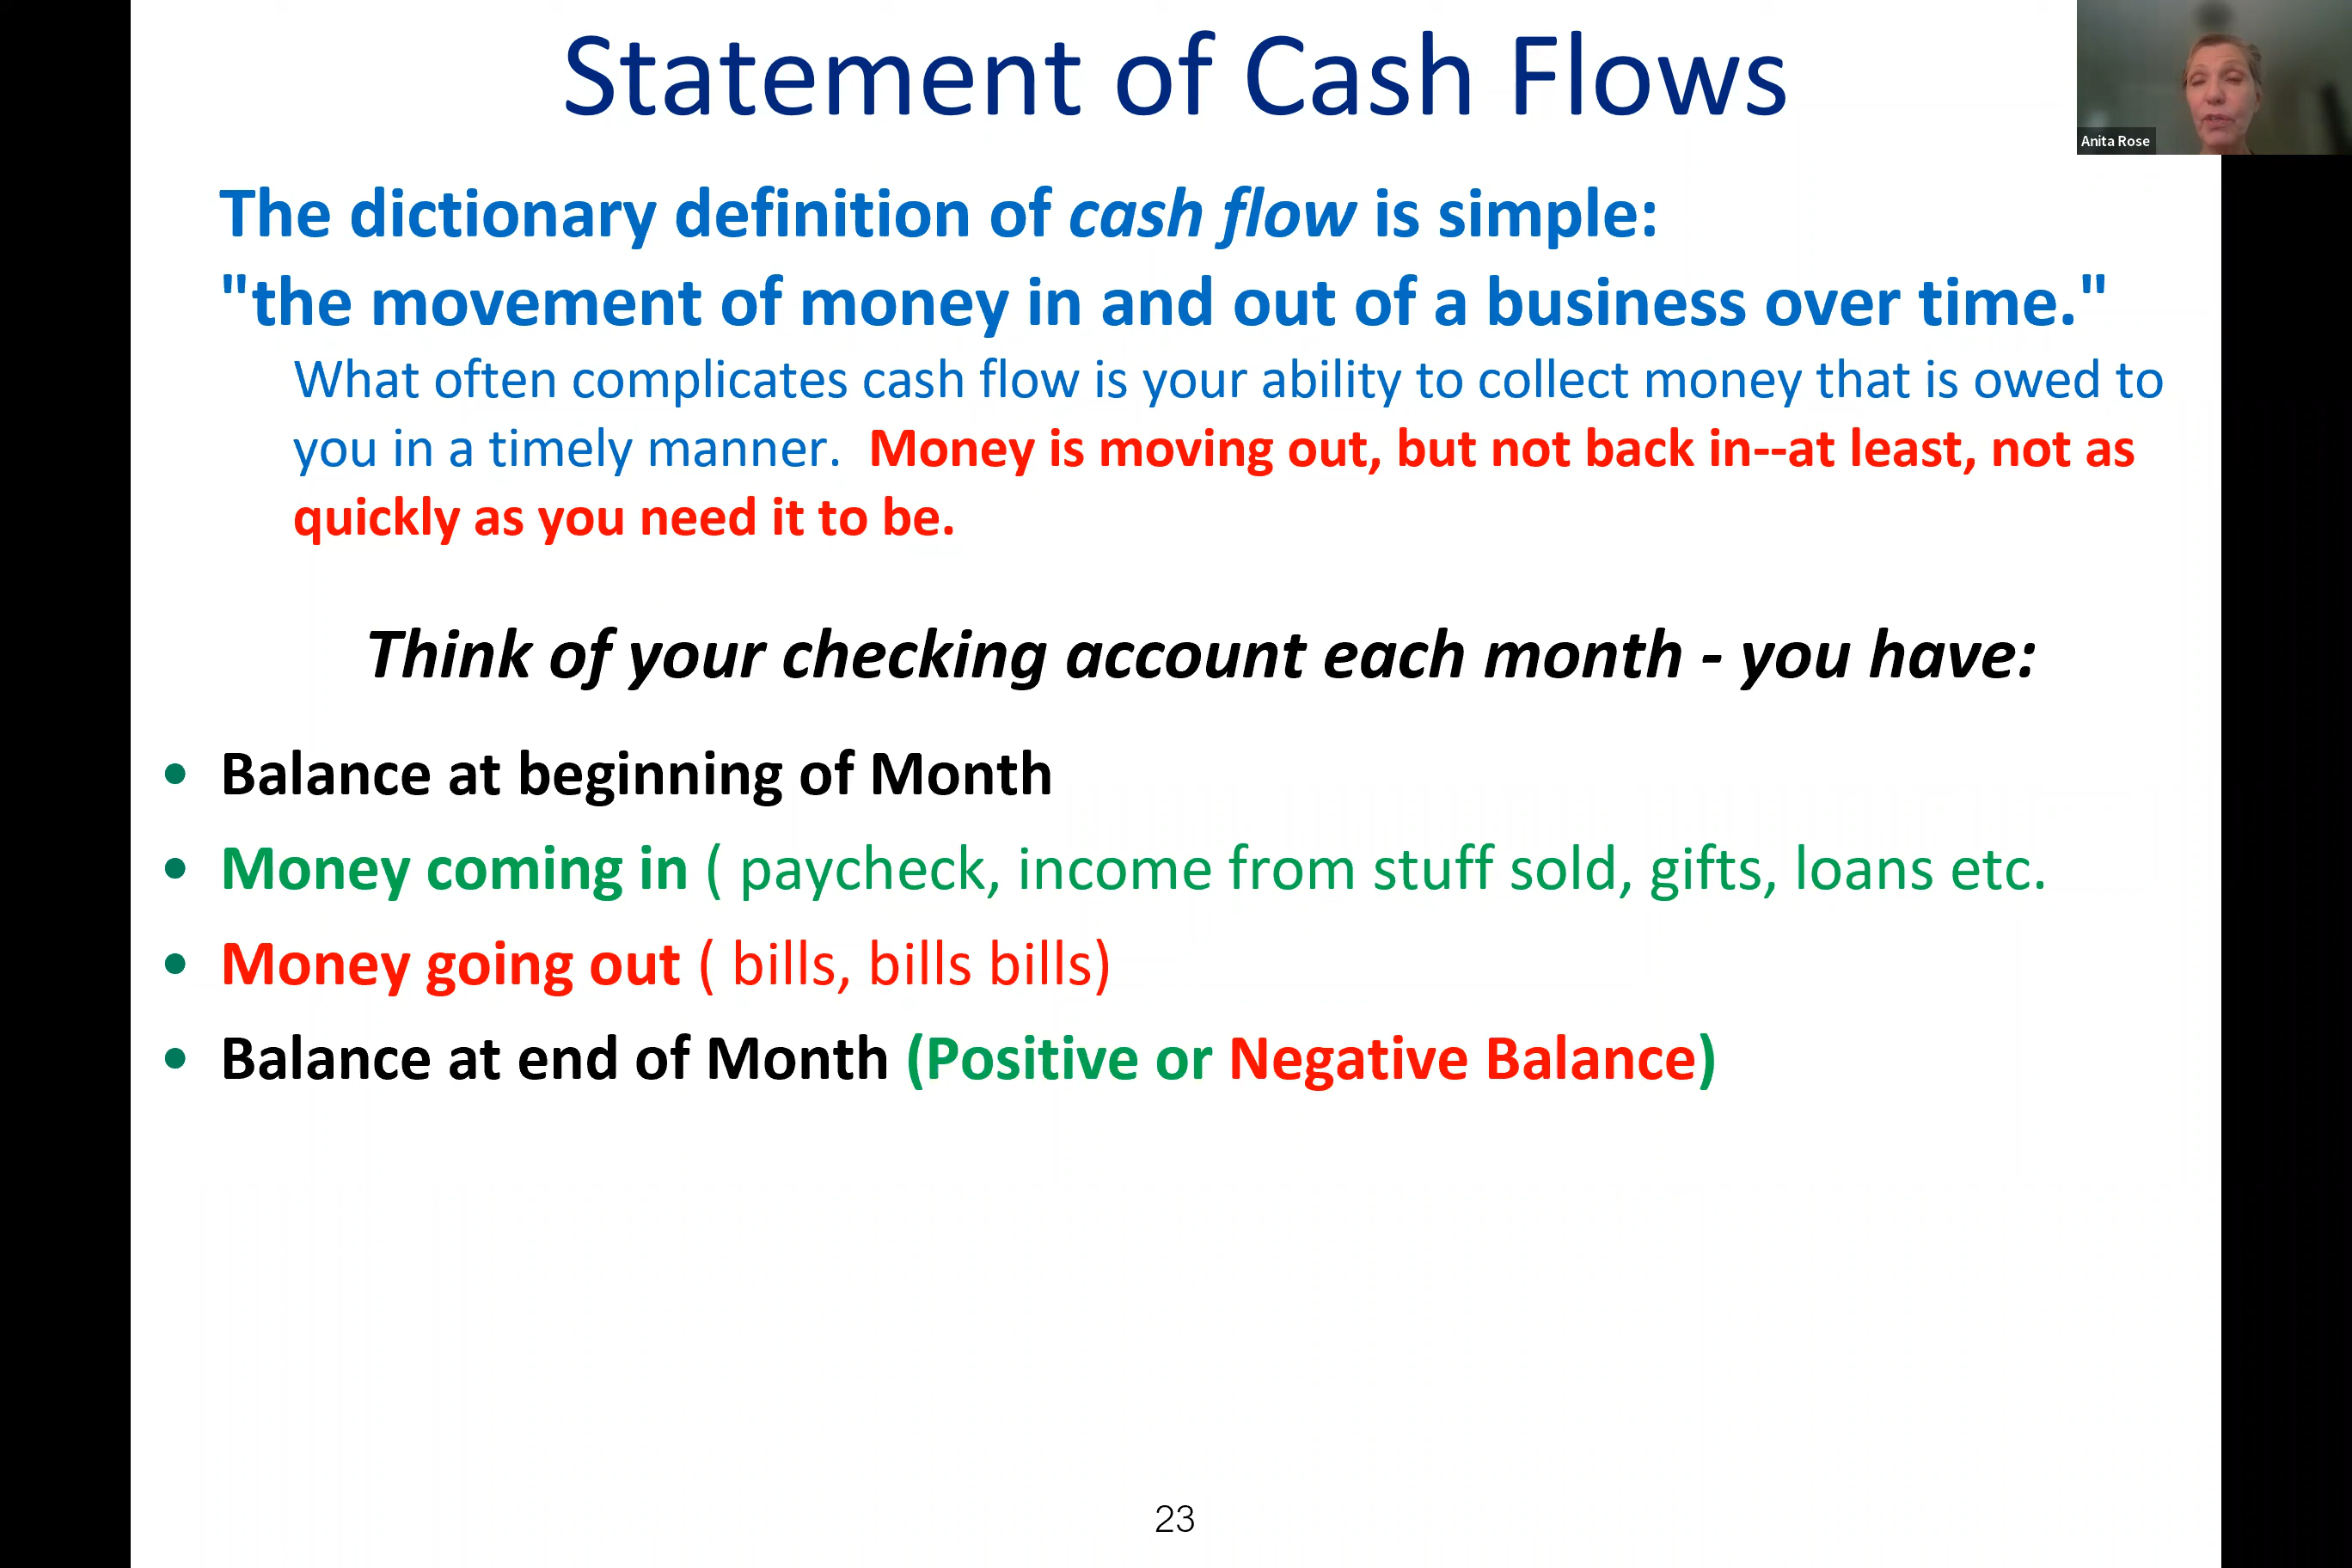 Statement of Cash Flows
Anita Rose
The dictionary definition of cash flow is simple:
"the movement of money in and out of a business over time."
What often complicates cash flow is your ability to collect money that is owed to
you in a timely manner. Money is moving out, but not back in--at least, not as
quickly as you need it to be.
Think of your checking account each month - you have:
• Balance at beginning of Month
• Money coming in ( paycheck, income from stuff sold, gifts, loans etc.
• Money going out ( bills, bills bills)
• Balance at end of Month (Positive or Negative Balance)
23